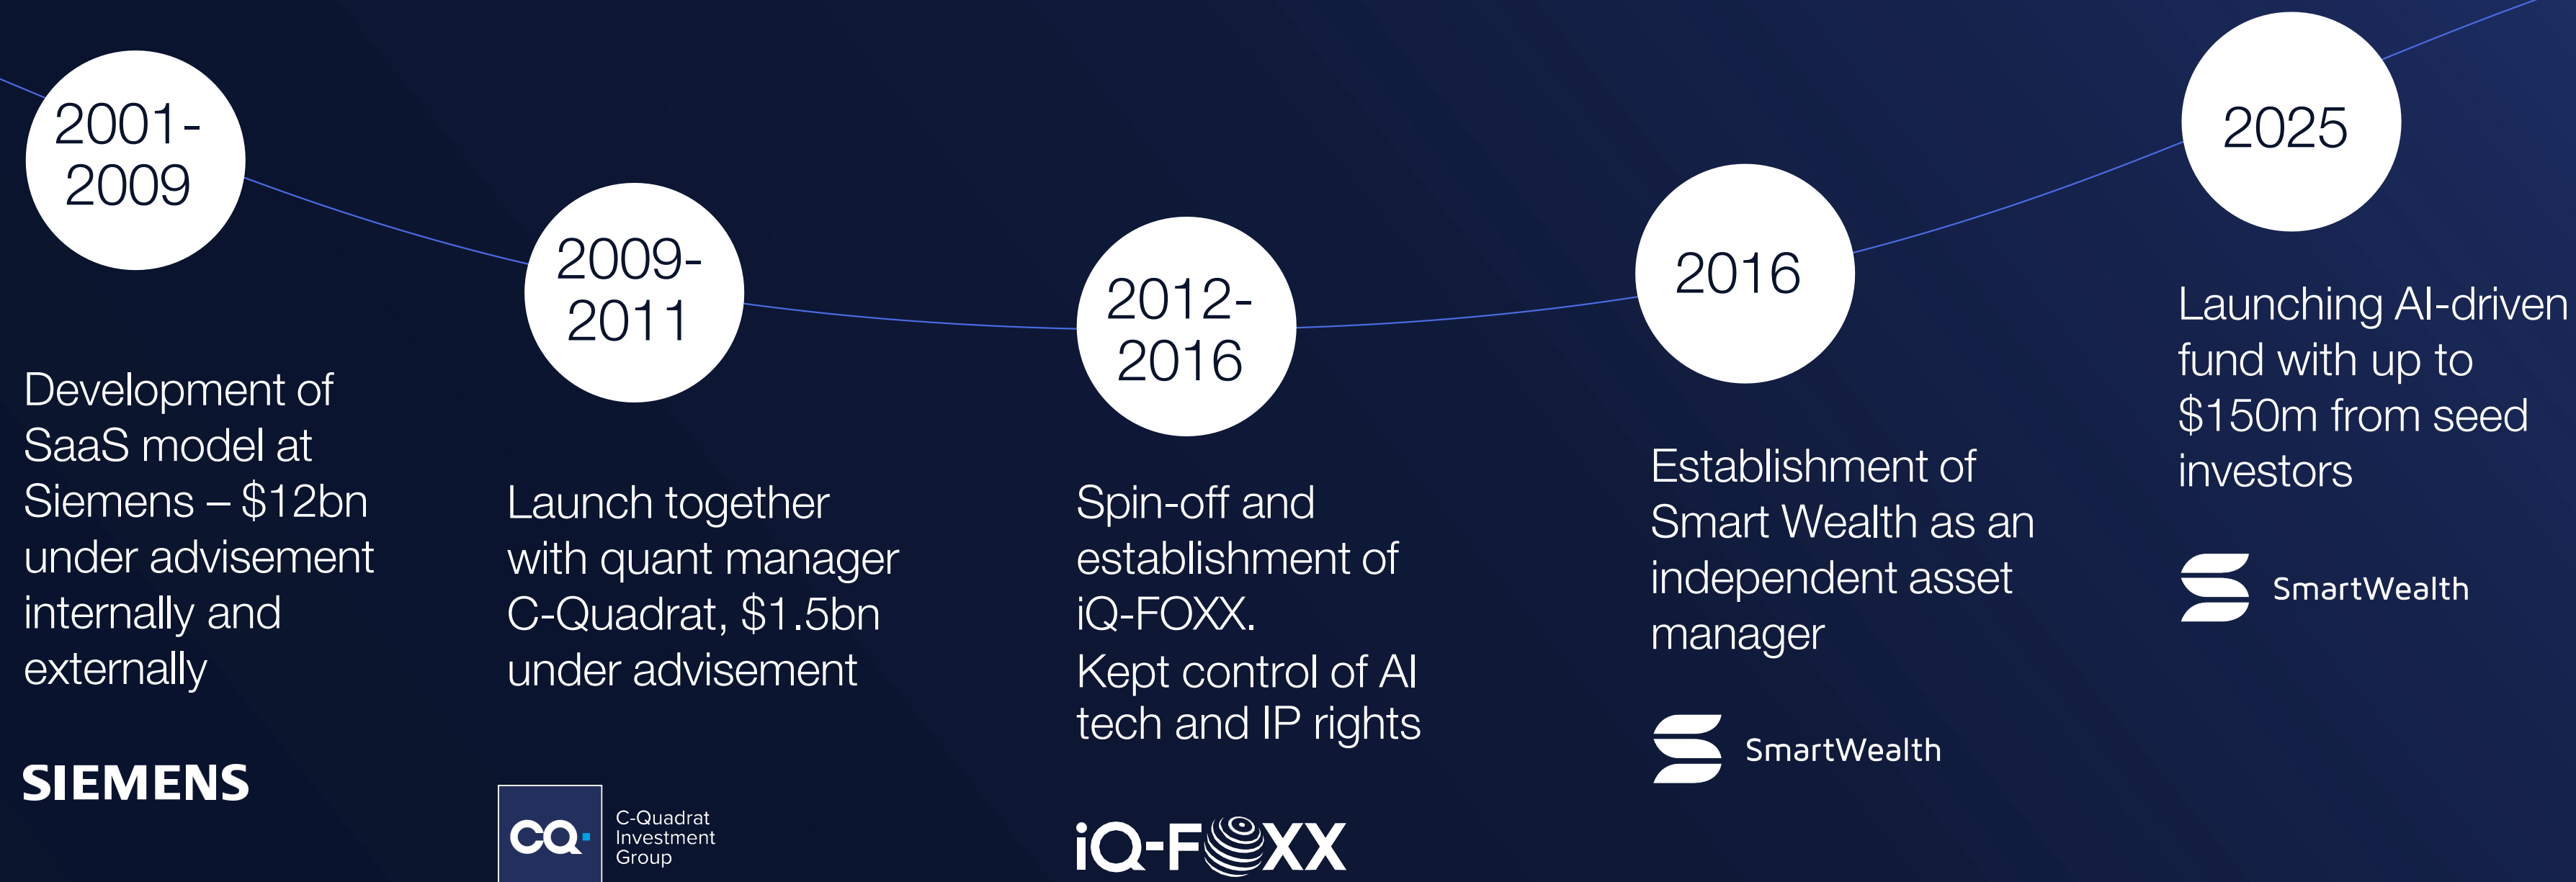 2001-
2009
Development of
SaaS model at
Siemens – $12bn
under advisement
internally and
externally
SIEMENS
2009-
2011
Launch together
with quant manager
C-Quadrat, $1.5bn
under advisement
CQ
C-Quadrat
Investment
Group
2012-
2016
Spin-off and
establishment of
iQ-FOXX.
Kept control of AI
tech and IP rights
iQ-FOXX
2016
Establishment of
Smart Wealth as an
independent asset
manager
SmartWealth
2025
Launching AI-driven
fund with up to
$150m from seed
investors
SmartWealth